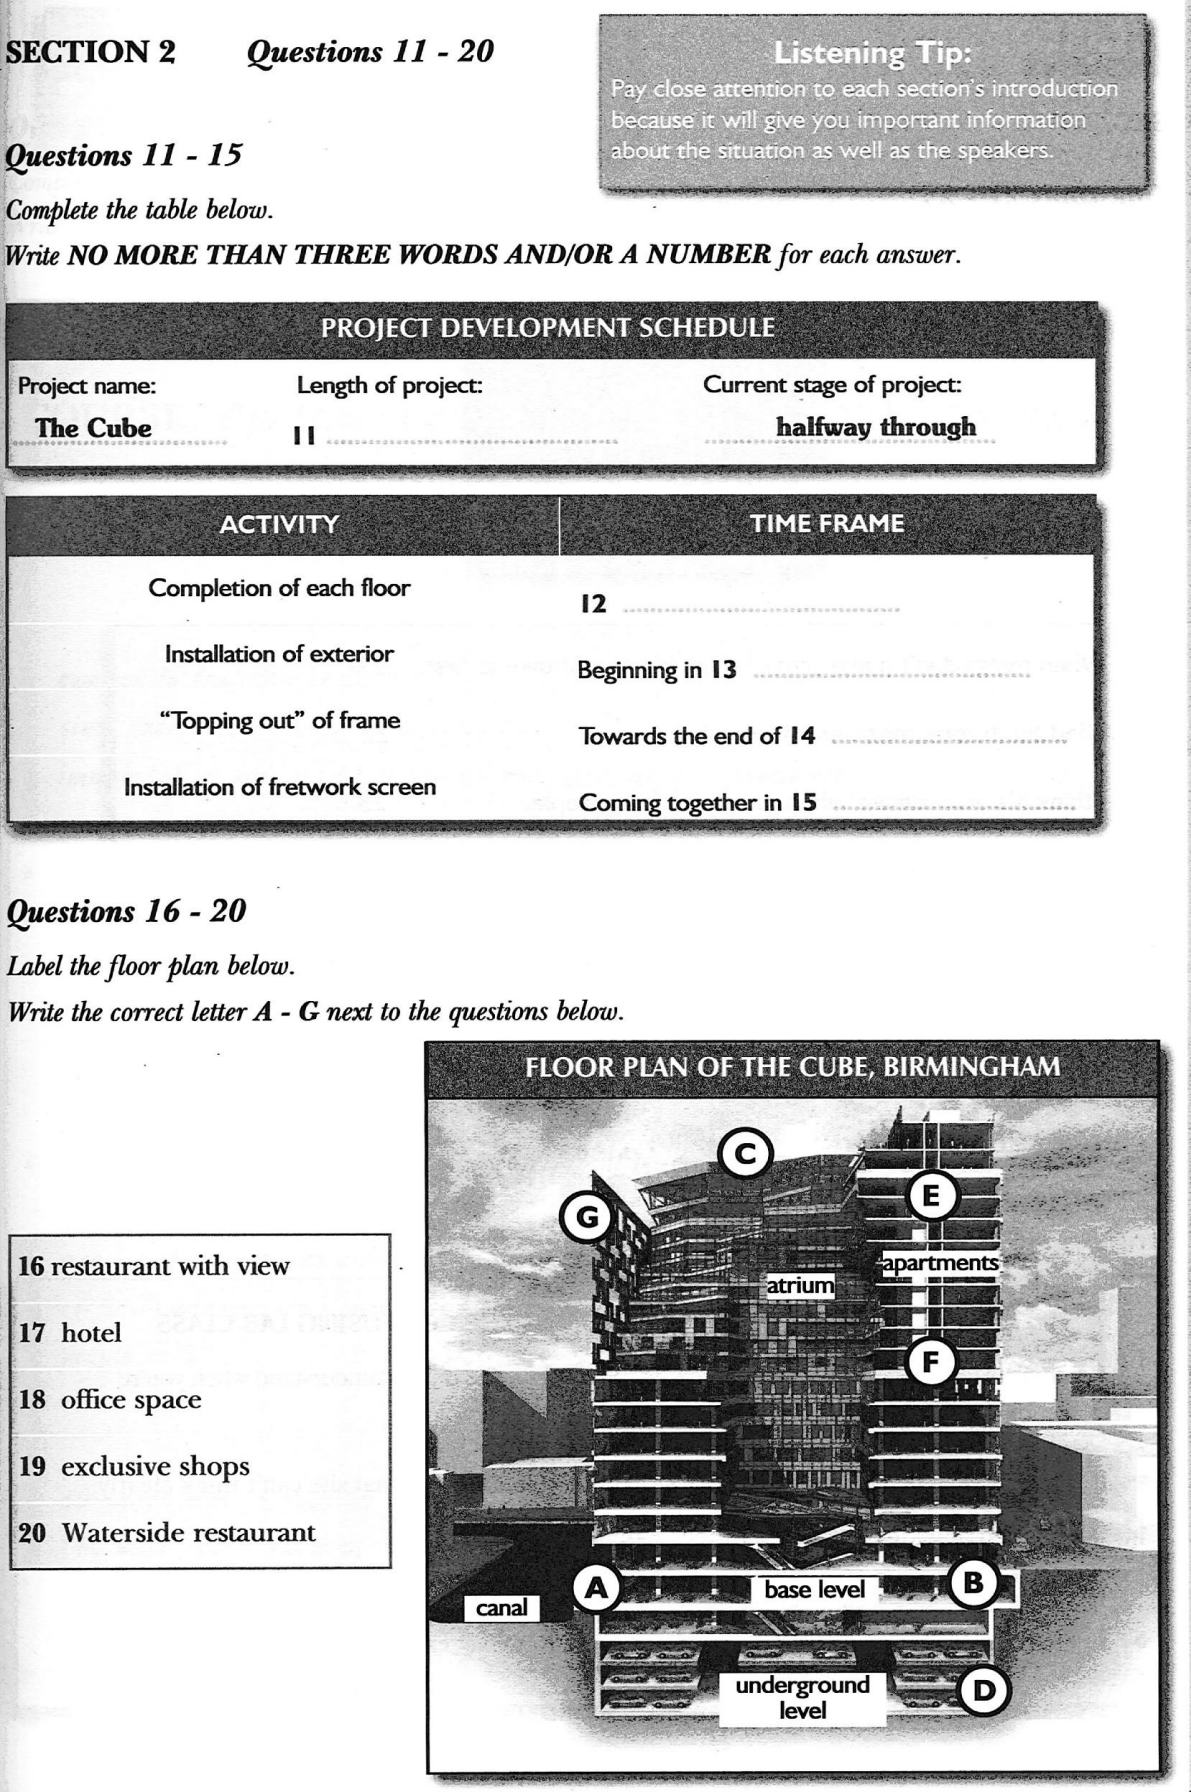 SECTION 2 Questions 11 - 20
Listening Tip:
Pay close attention to each section's introduction
because it will give you important information
about the situation as well as the speakers.
Questions 11 - 15
Complete the table below.
Write NO MORE THAN THREE WORDS AND/OR A NUMBER for each answer.
PROJECT DEVELOPMENT SCHEDULE
Project name: Length of project: Current stage of project:
The Cube 11 halfway through
ACTIVITY TIME FRAME
Completion of each floor 12
Installation of exterior Beginning in 13
“Topping out” of frame Towards the end of 14
Installation of fretwork screen Coming together in 15
Questions 16 - 20
Label the floor plan below.
Write the correct letter A - G next to the questions below.
16 restaurant with view
17 hotel
18 office space
19 exclusive shops
20 Waterside restaurant
FLOOR PLAN OF THE CUBE, BIRMINGHAM
C
E
G
apartments
atrium
F
A
base level
B
canal
underground
level
D